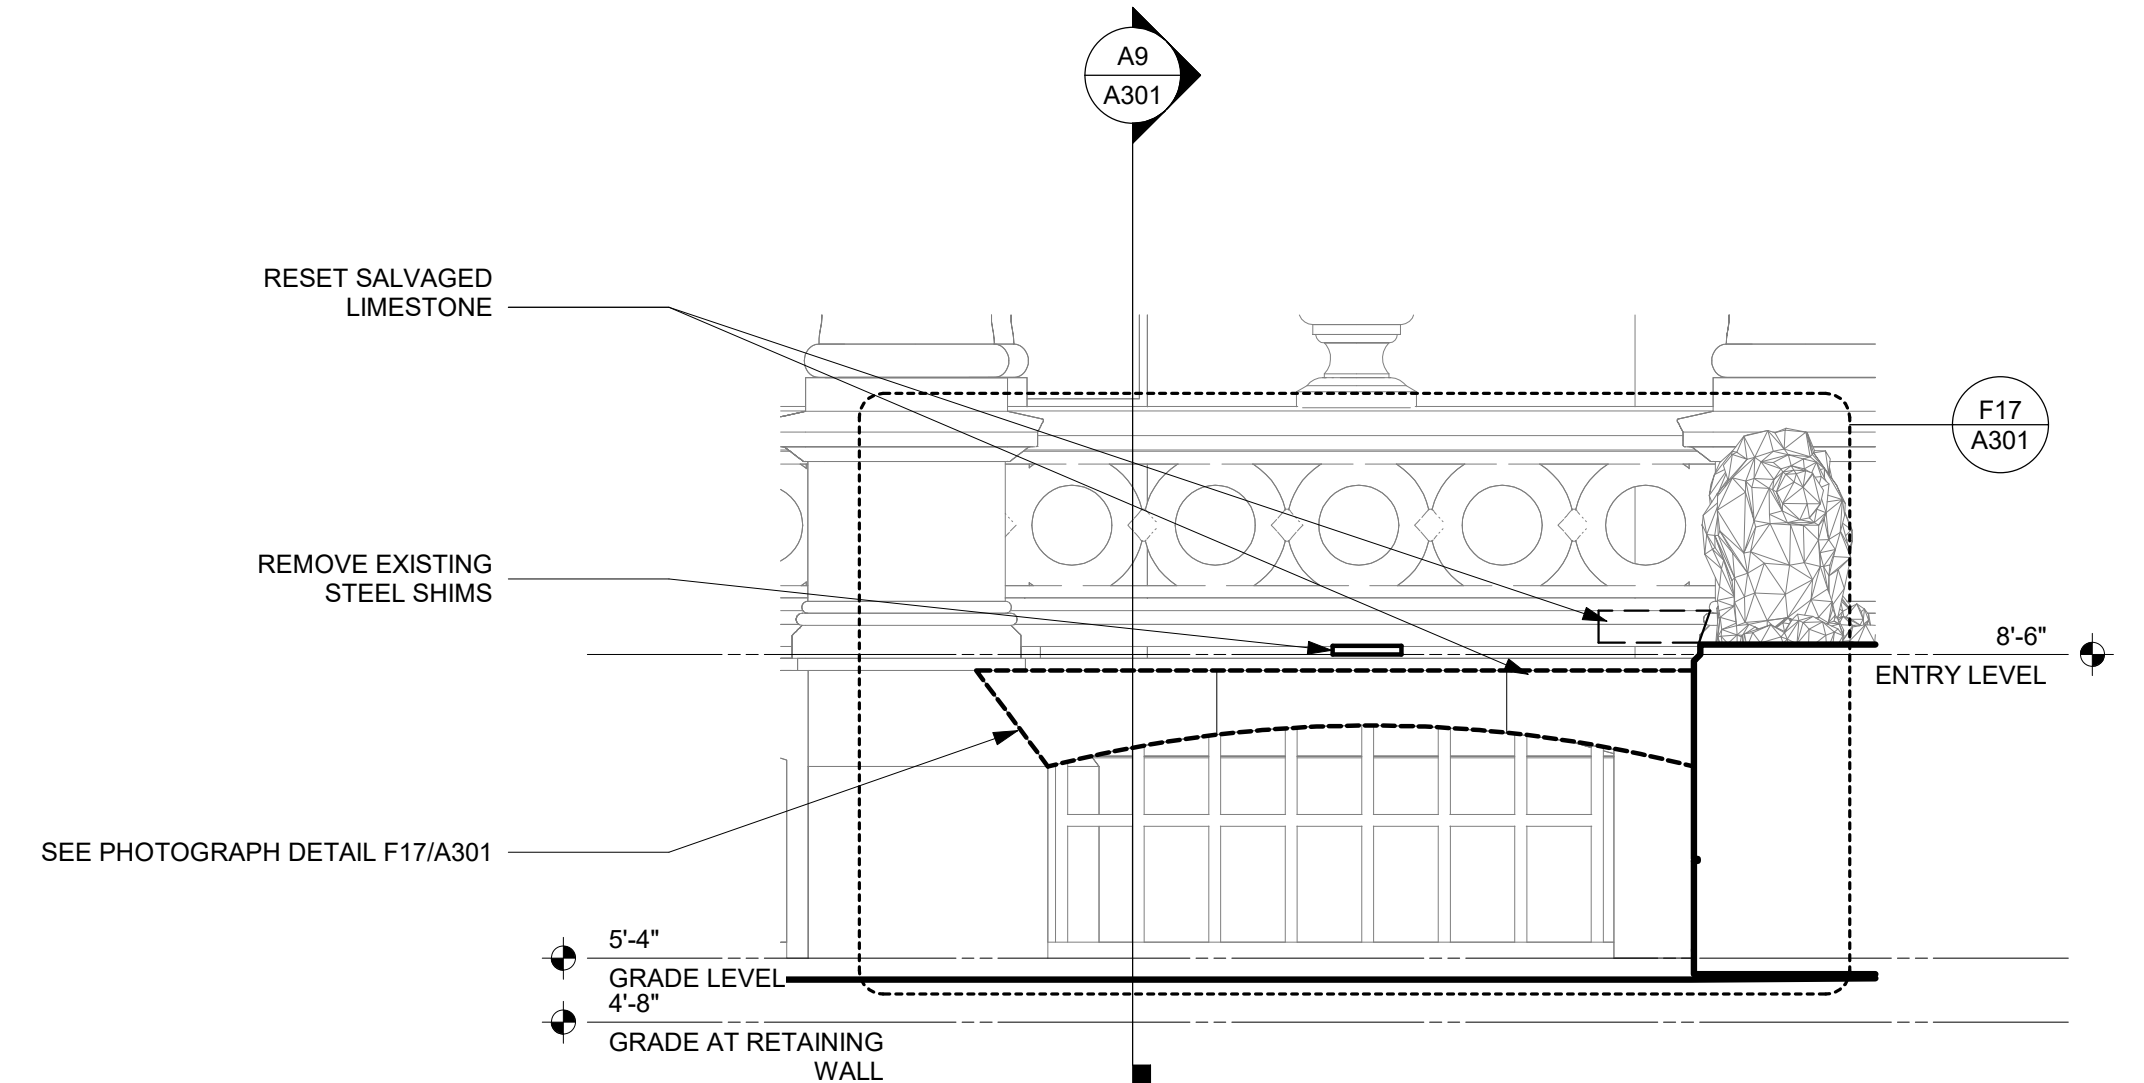 A9
A301
RESET SALVAGED
LIMESTONE
F17
A301
REMOVE EXISTING
STEEL SHIMS
8'-6"
ENTRY LEVEL
SEE PHOTOGRAPH DETAIL F17/A301
5'-4"
GRADE LEVEL
4'-8"
GRADE AT RETAINING
WALL